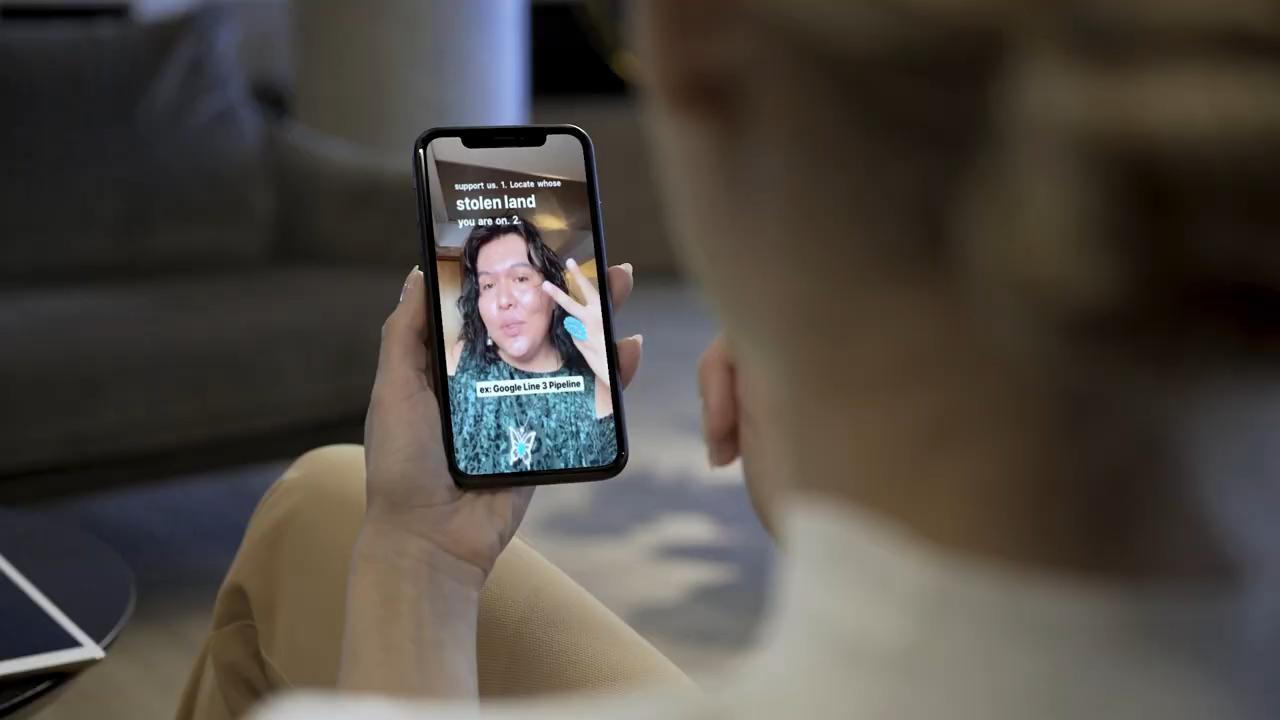 support us. 1. Locate whose
stolen land
you are on. 2.
ex: Google Line 3 Pipeline